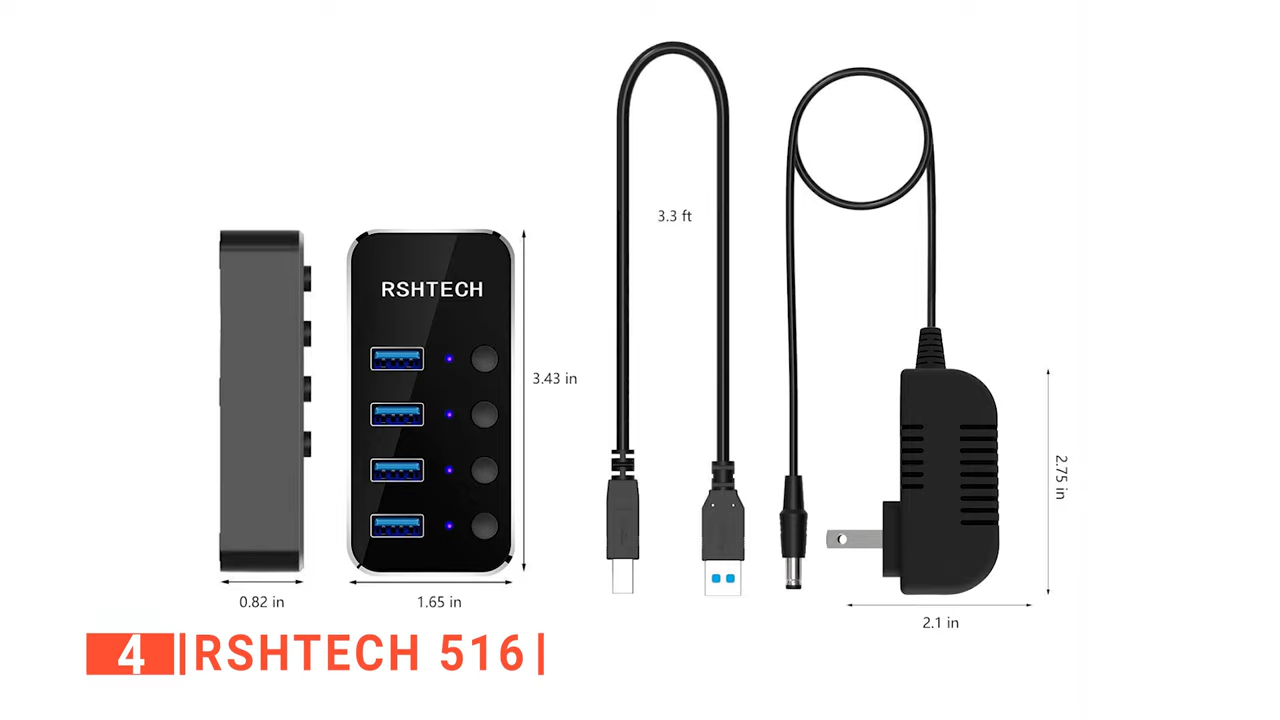 3.3 ft
RSHTECH
3.43 in
2.75 in
0.82 in
1.65 in
2.1 in
4 RSHTECH 516